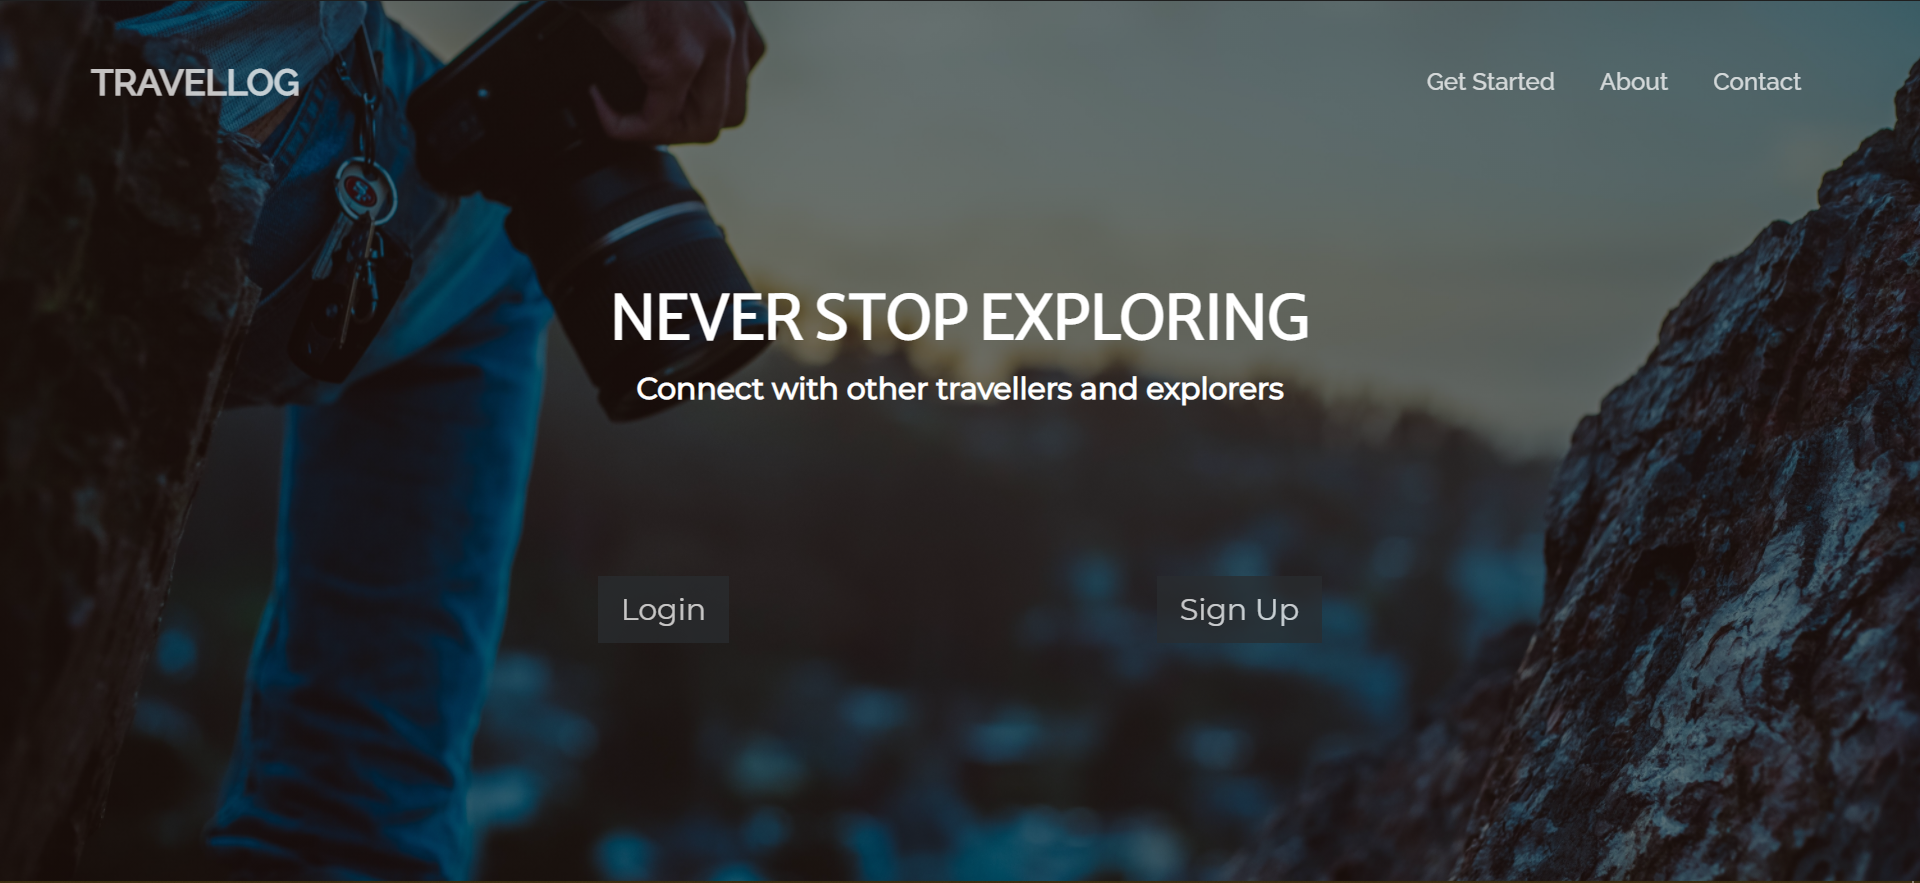 TRAVELLOG
Get Started
About
Contact
NEVER STOP EXPLORING
Connect with other travellers and explorers
Login
Sign Up